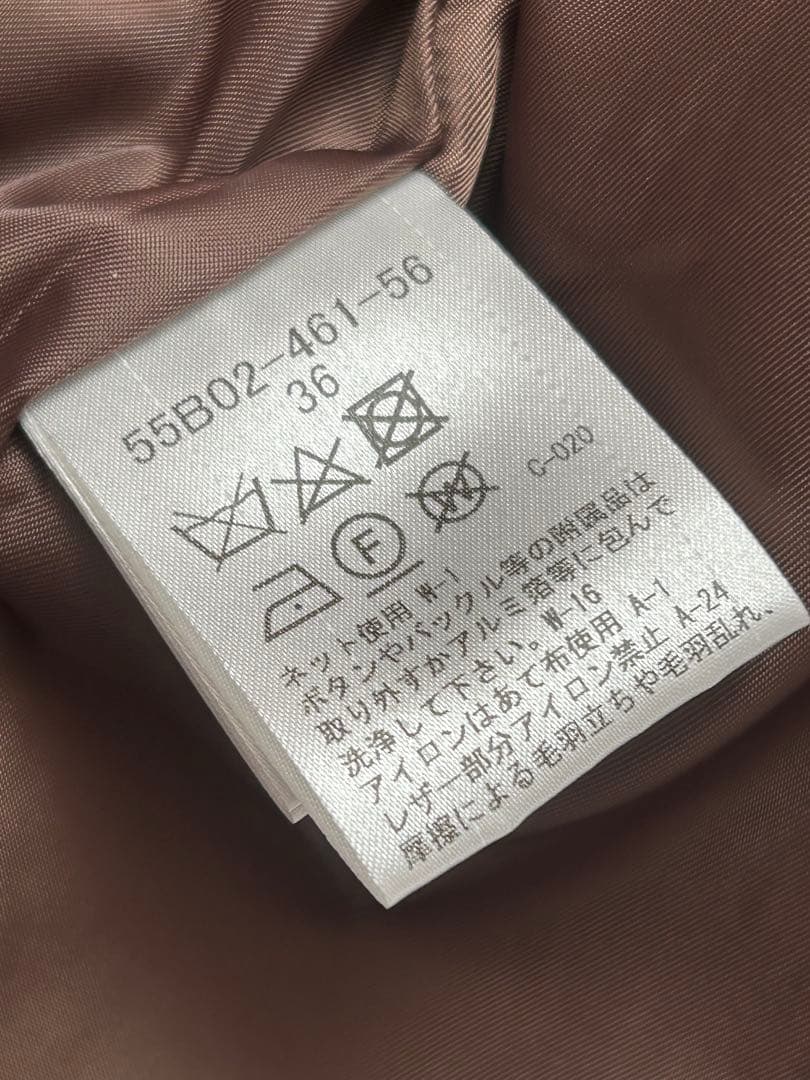 55B02-461-56
36
F
W
C-020
ネット使用 W-1
ボタンやバックル等の附属品は
取り外すかアルミ箔等に包んで
洗浄して下さい。W-16
アイロンはあて布使用 A-1
レザー部分アイロン禁止 A-24
摩擦による毛羽立ちや毛羽乱れ、